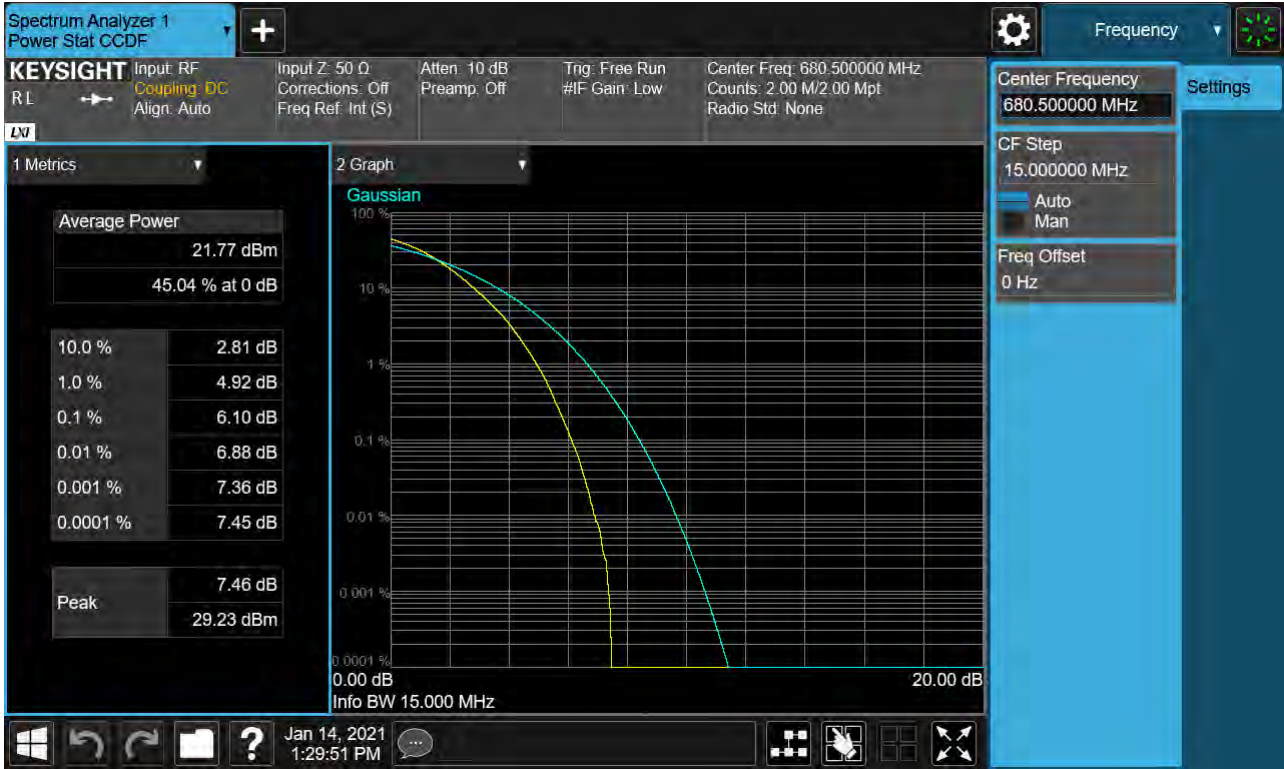 Spectrum Analyzer 1
Power Stat CCDF
Frequency
KEYSIGHT
RL
LXI
Input: RF
Coupling: DC
Align: Auto
Input Z: 50 Ω
Corrections: Off
Freq Ref: Int (S)
Atten: 10 dB
Preamp: Off
Trig: Free Run
#IF Gain: Low
Center Freq: 680.500000 MHz
Counts: 2.00 M/2.00 Mpt
Radio Std: None
Center Frequency
680.500000 MHz
Settings
CF Step
15.000000 MHz
Auto
Man
Freq Offset
0 Hz
1 Metrics
Average Power
21.77 dBm
45.04 % at 0 dB
10.0 % 2.81 dB
1.0 % 4.92 dB
0.1 % 6.10 dB
0.01 % 6.88 dB
0.001 % 7.36 dB
0.0001 % 7.45 dB
Peak
7.46 dB
29.23 dBm
2 Graph
Gaussian
100 %
10 %
1 %
0.1 %
0.01 %
0.001 %
0.0001 %
0.00 dB 20.00 dB
Info BW 15.000 MHz
?
Jan 14, 2021
1:29:51 PM